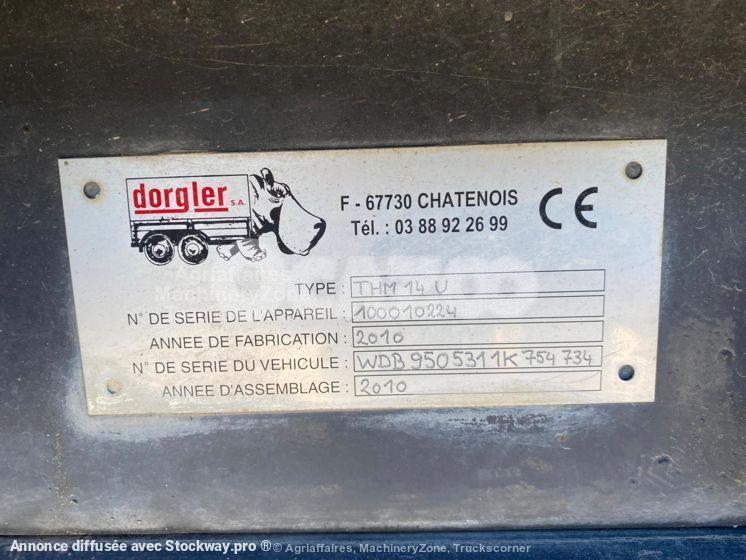 dorgler S.A.
F - 67730 CHATENOIS
Tél. : 03 88 92 26 99
CE
TYPE : THM 14 U
N° DE SERIE DE L'APPAREIL : 100010224
ANNEE DE FABRICATION : 2010
N° DE SERIE DU VEHICULE : WDB 9505311K 754 734
ANNEE D'ASSEMBLAGE : 2010
Agriaffaires
MachineryZone
Annonce diffusée avec Stockway.pro ® © Agriaffaires, MachineryZone, Truckscorner